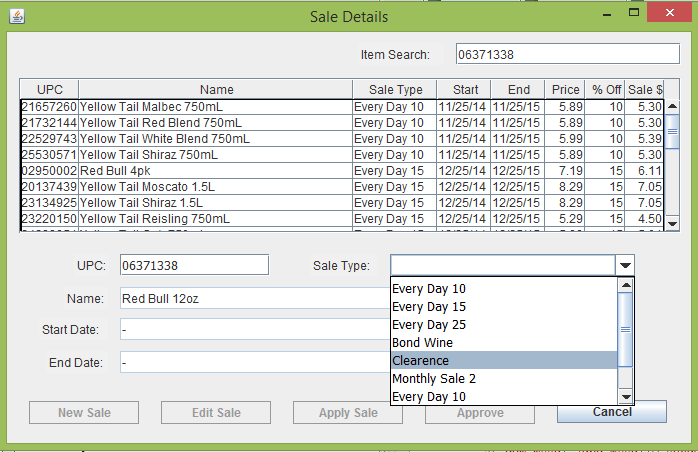 Sale Details
Item Search: 06371338
UPC Name Sale Type Start End Price % Off Sale $
21657260 Yellow Tail Malbec 750mL Every Day 10 11/25/14 11/25/15 5.89 10 5.30
21732144 Yellow Tail Red Blend 750mL Every Day 10 11/25/14 11/25/15 5.89 10 5.30
22529743 Yellow Tail White Blend 750mL Every Day 10 11/25/14 11/25/15 5.99 10 5.39
25530571 Yellow Tail Shiraz 750mL Every Day 10 11/25/14 11/25/15 5.89 10 5.30
02950002 Red Bull 4pk Every Day 15 12/25/14 12/25/15 7.19 15 6.11
20137439 Yellow Tail Moscato 1.5L Every Day 15 12/25/14 12/25/15 8.29 15 7.05
23134925 Yellow Tail Shiraz 1.5L Every Day 15 12/25/14 12/25/15 8.29 15 7.05
23220150 Yellow Tail Reisling 750mL Every Day 15 12/25/14 12/25/15 5.29 15 4.50
UPC: 06371338 Sale Type:
Every Day 10
Every Day 15
Every Day 25
Bond Wine
Clearence
Monthly Sale 2
Every Day 10
Name: Red Bull 12oz
Start Date: -
End Date: -
New Sale Edit Sale Apply Sale Approve Cancel